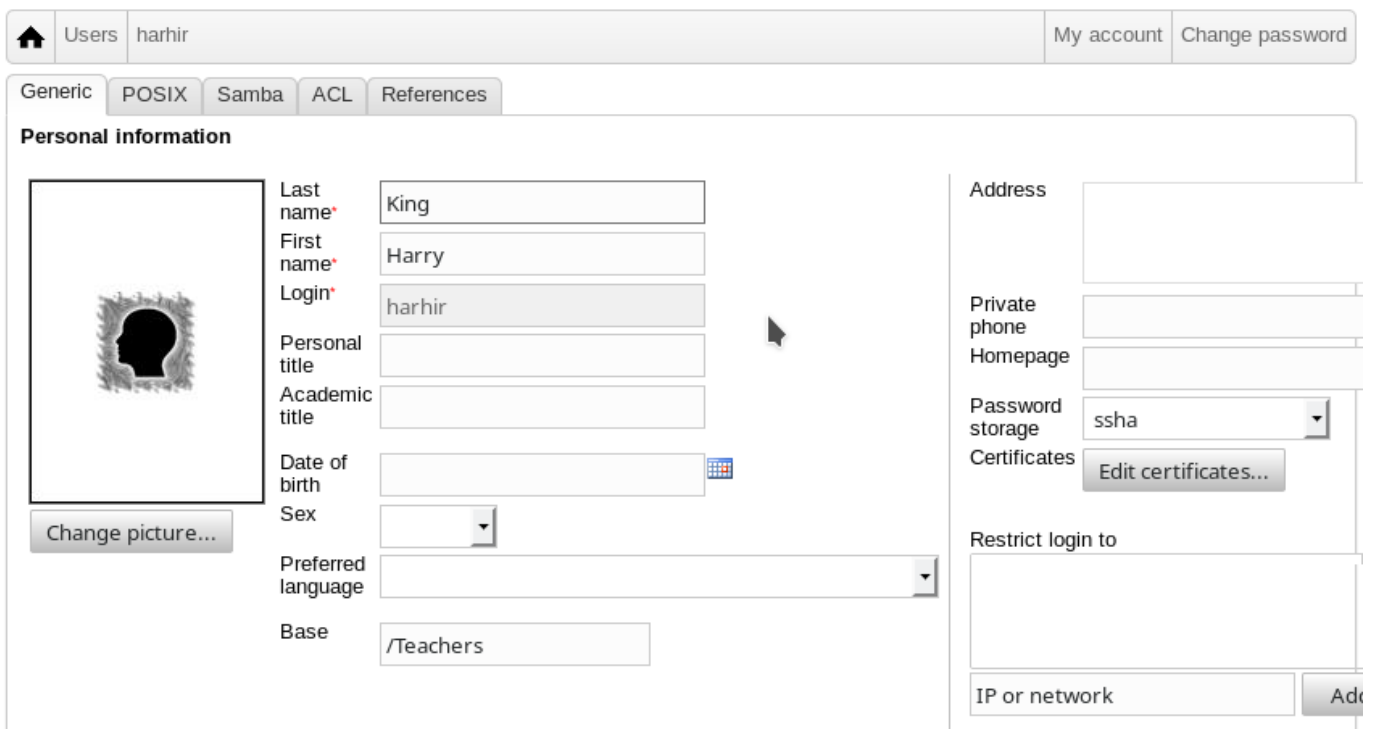 Users harhir My account Change password
Generic POSIX Samba ACL References
Personal information
Last
name*
King
First
name*
Harry
Login*
harhir
Personal
title
Academic
title
Date of
birth
Sex
Preferred
language
Base
/Teachers
Change picture...
Address
Private
phone
Homepage
Password
storage
ssha
Certificates
Edit certificates...
Restrict login to
IP or network